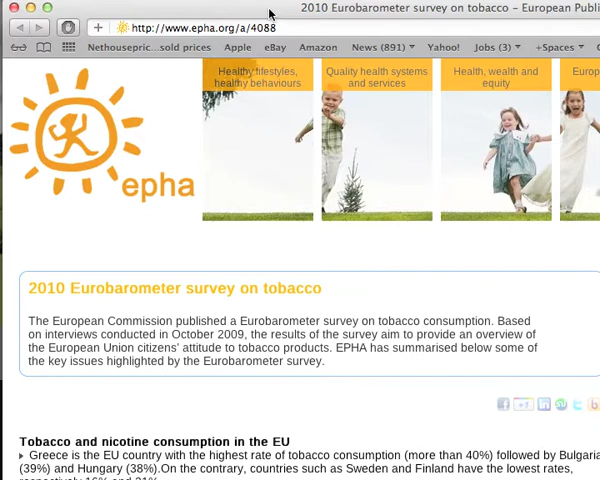 2010 Eurobarometer survey on tobacco – European Publi
http://www.epha.org/a/4088
Nethousepric...sold prices Apple eBay Amazon News (891) Yahoo! Jobs (3) +Spaces
Healthy lifestyles,
healthy behaviours
Quality health systems
and services
Health, wealth and
equity
Europ
epha
2010 Eurobarometer survey on tobacco
The European Commission published a Eurobarometer survey on tobacco consumption. Based
on interviews conducted in October 2009, the results of the survey aim to provide an overview of
the European Union citizens' attitude to tobacco products. EPHA has summarised below some of
the key issues highlighted by the Eurobarometer survey.
Tobacco and nicotine consumption in the EU
Greece is the EU country with the highest rate of tobacco consumption (more than 40%) followed by Bulgaria
(39%) and Hungary (38%).On the contrary, countries such as Sweden and Finland have the lowest rates,